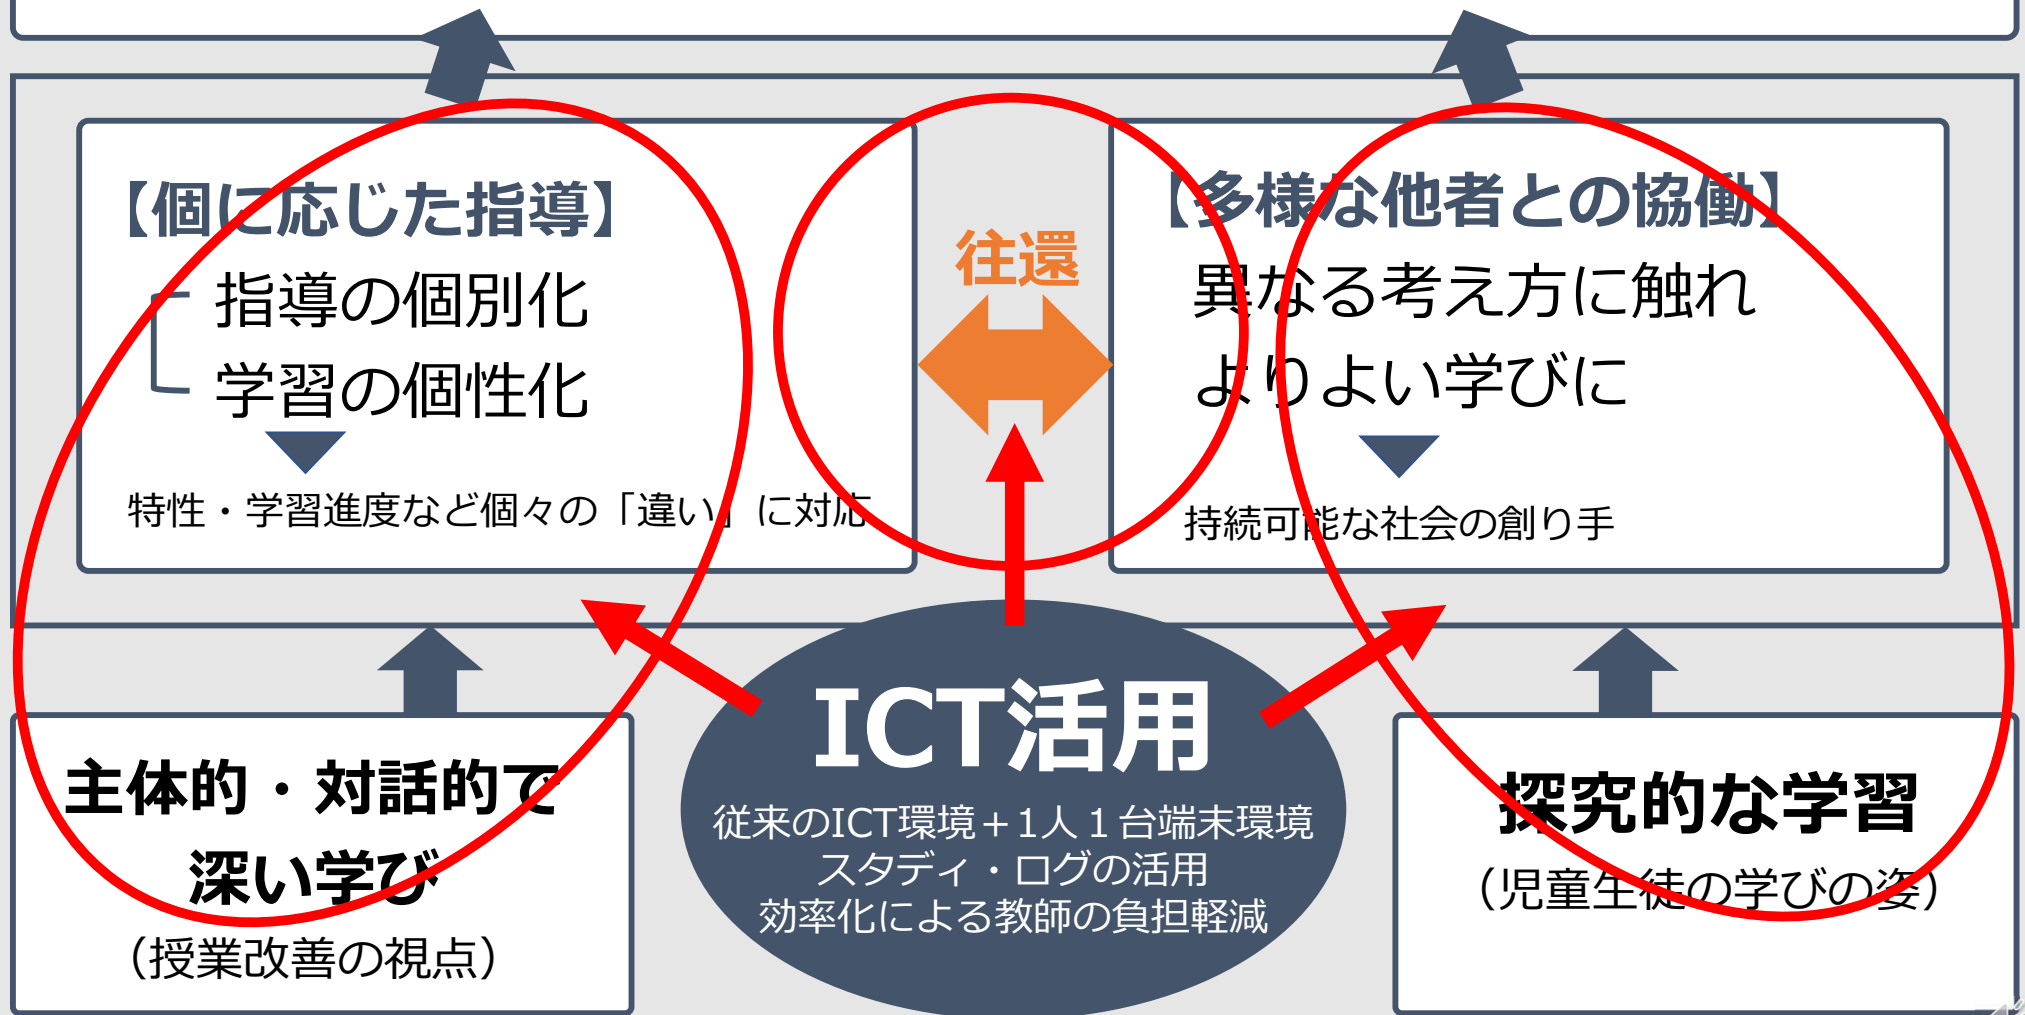 【個に応じた指導】
指導の個別化
学習の個性化
特性・学習進度など個々の「違い」に対応
往還
【多様な他者との協働】
異なる考え方に触れ
よりよい学びに
持続可能な社会の創り手
主体的・対話的で
深い学び
（授業改善の視点）
ICT活用
従来のICT環境＋1人１台端末環境
スタディ・ログの活用
効率化による教師の負担軽減
探究的な学習
（児童生徒の学びの姿）